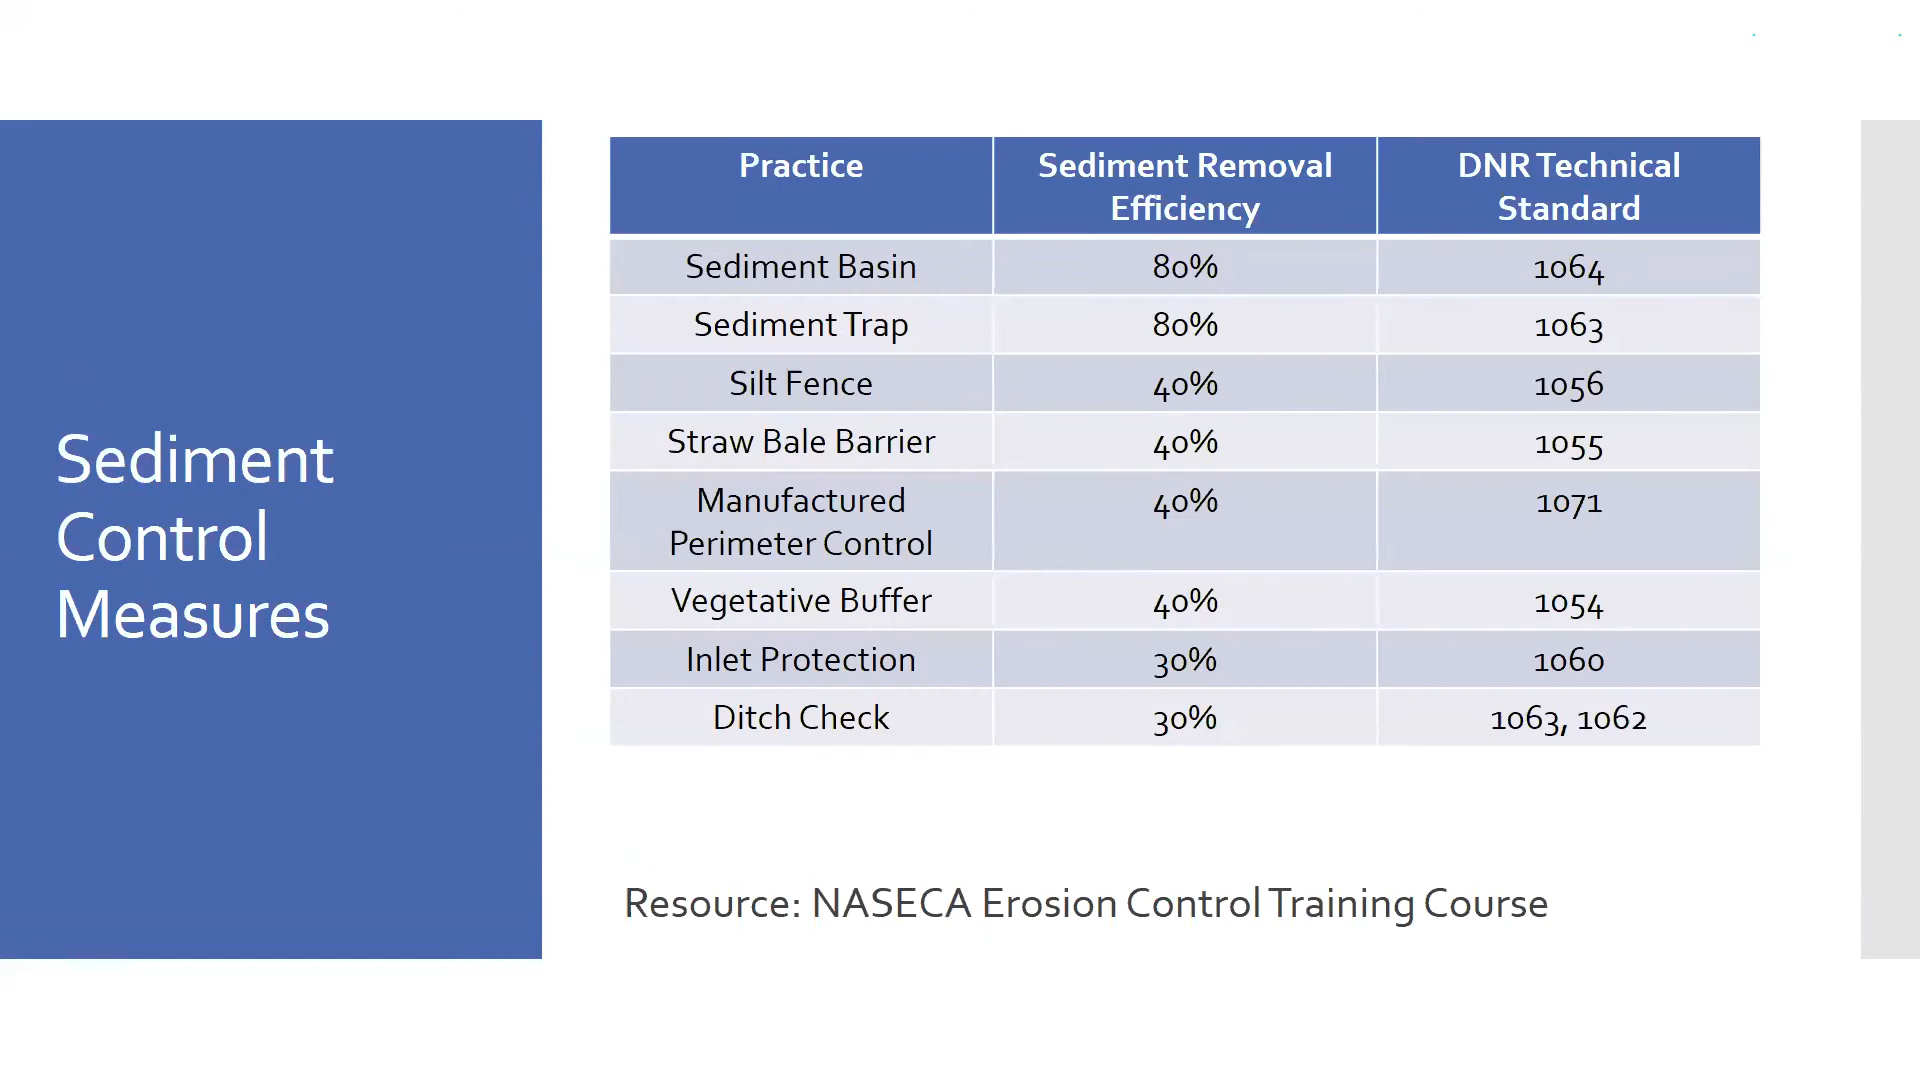 Sediment
Control
Measures
Practice
Sediment Removal
Efficiency
DNR Technical
Standard
Sediment Basin
80%
1064
Sediment Trap
80%
1063
Silt Fence
40%
1056
Straw Bale Barrier
40%
1055
Manufactured
Perimeter Control
40%
1071
Vegetative Buffer
40%
1054
Inlet Protection
30%
1060
Ditch Check
30%
1063, 1062
Resource: NASECA Erosion Control Training Course